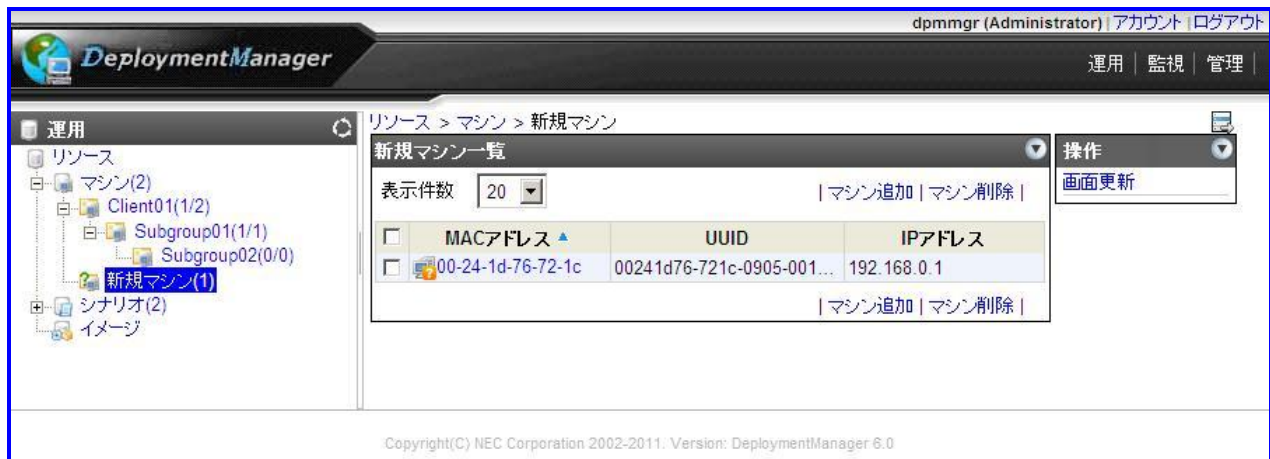 dpmmgr (Administrator) | アカウント | ログアウト
DeploymentManager
運用 | 監視 | 管理 |
運用
リソース
マシン(2)
Client01(1/2)
Subgroup01(1/1)
Subgroup02(0/0)
新規マシン(1)
シナリオ(2)
イメージ
リソース > マシン > 新規マシン
新規マシン一覧
表示件数 20 | マシン追加 | マシン削除 |
MACアドレス UUID IPアドレス
00-24-1d-76-72-1c 00241d76-721c-0905-001... 192.168.0.1
| マシン追加 | マシン削除 |
操作
画面更新
Copyright(C) NEC Corporation 2002-2011. Version: DeploymentManager 6.0